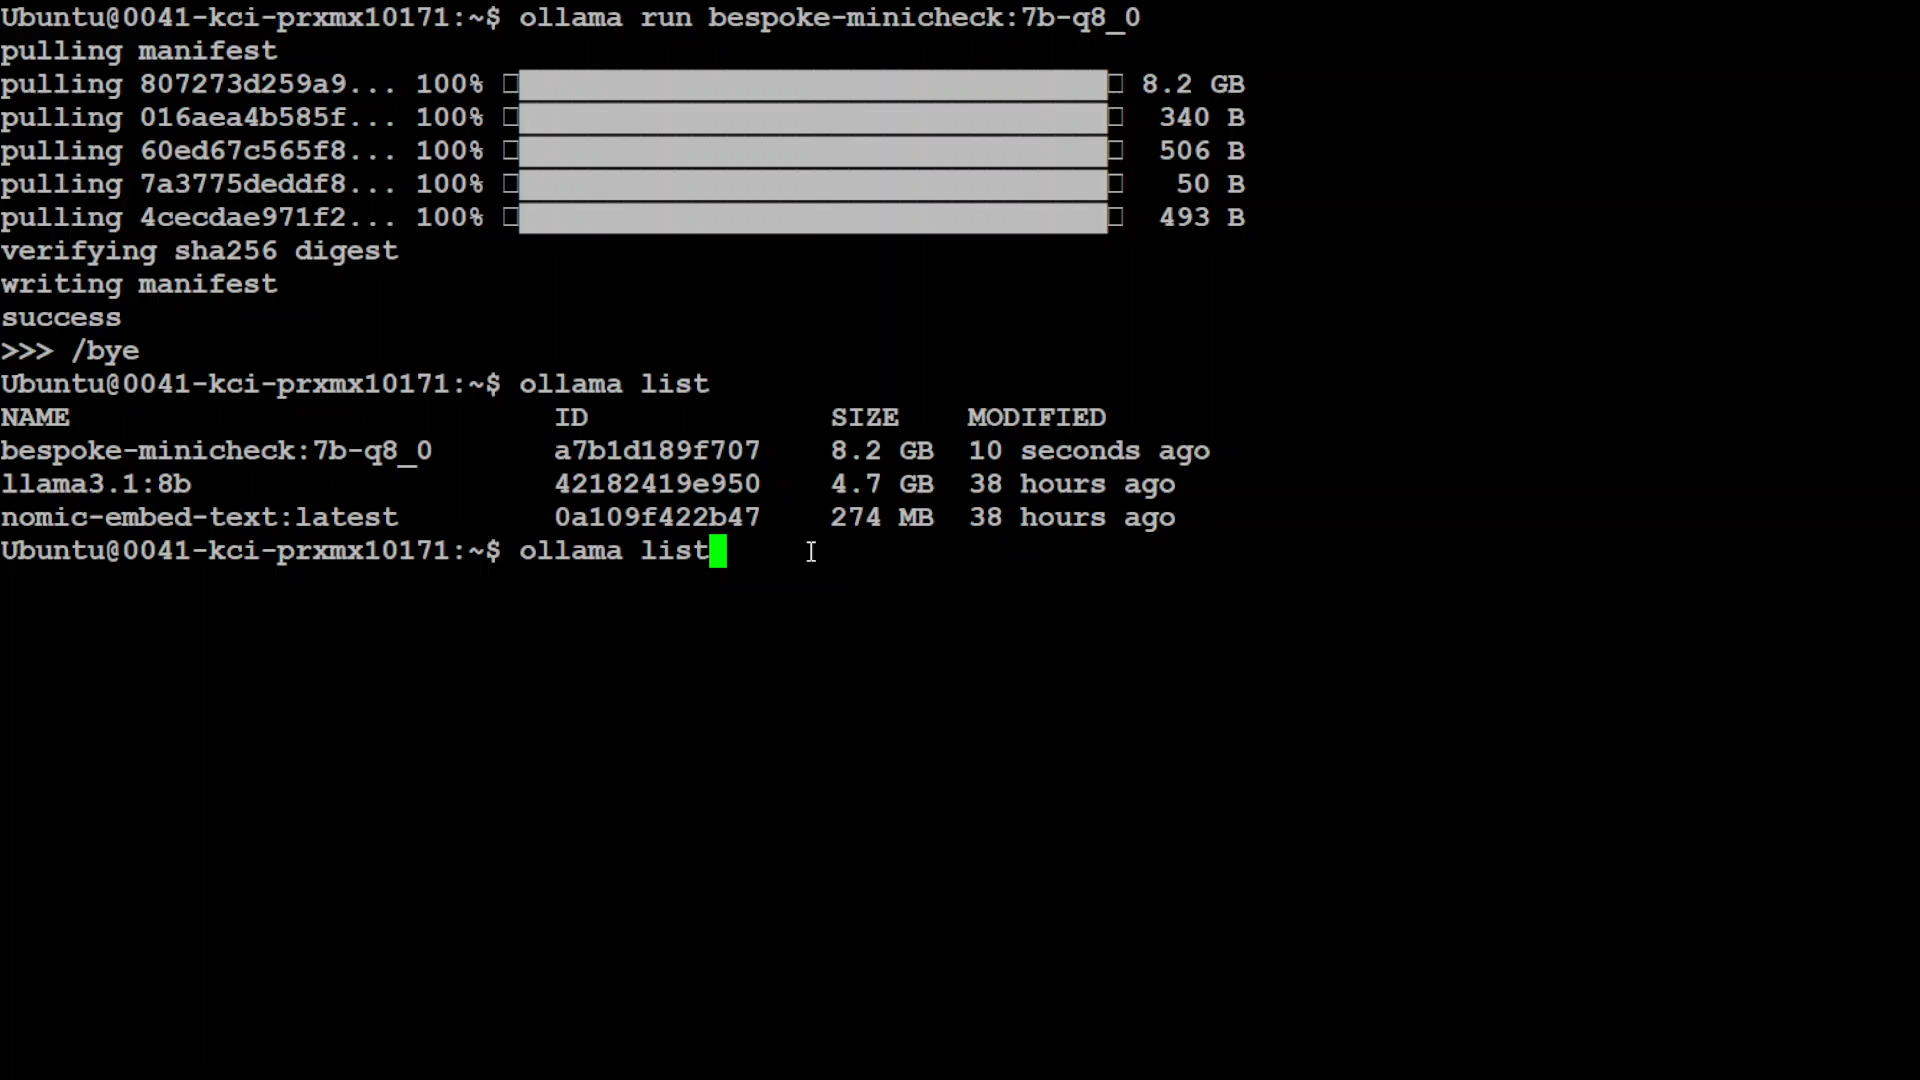 Ubuntu@0041-kci-prxmx10171:~$ ollama run bespoke-minicheck:7b-q8_0
pulling manifest
pulling 807273d259a9... 100% 8.2 GB
pulling 016aea4b585f... 100% 340 B
pulling 60ed67c565f8... 100% 506 B
pulling 7a3775deddf8... 100% 50 B
pulling 4cecdae971f2... 100% 493 B
verifying sha256 digest
writing manifest
success
>>> /bye
Ubuntu@0041-kci-prxmx10171:~$ ollama list
NAME ID SIZE MODIFIED
bespoke-minicheck:7b-q8_0 a7b1d189f707 8.2 GB 10 seconds ago
llama3.1:8b 42182419e950 4.7 GB 38 hours ago
nomic-embed-text:latest 0a109f422b47 274 MB 38 hours ago
Ubuntu@0041-kci-prxmx10171:~$ ollama list